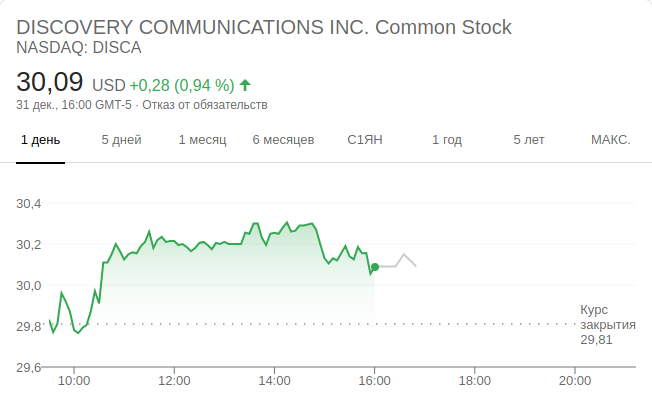 DISCOVERY COMMUNICATIONS INC. Common Stock
NASDAQ: DISCA
30,09 USD +0,28 (0,94 %)
31 дек., 16:00 GMT-5 · Отказ от обязательств
1 день 5 дней 1 месяц 6 месяцев С1ЯН 1 год 5 лет МАКС.
30,4
30,2
30,0
29,8
29,6
Курс
закрытия
29,81
10:00 12:00 14:00 16:00 18:00 20:00